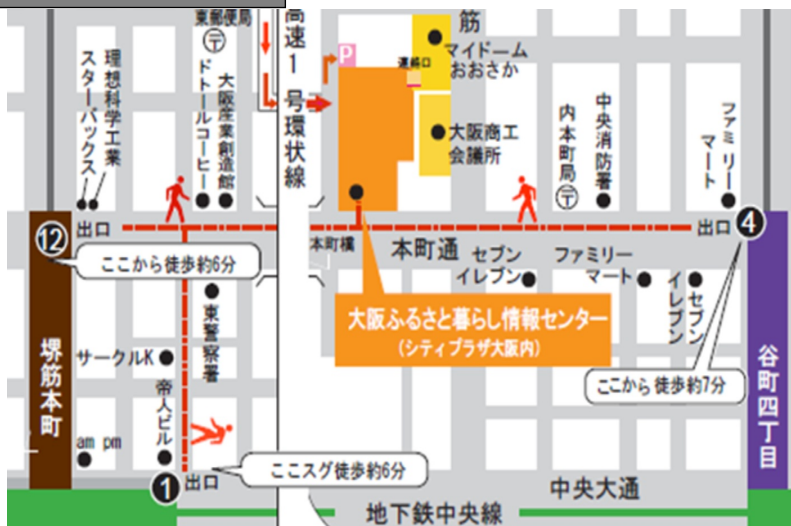 東郵便局
〒
理想科学工業
スターバックス
ドトールコーヒー
大阪産業創造館
高速1号環状線
P
連絡口
筋
マイドーム
おおさか
大阪商工
会議所
内本町局
〒
中央消防署
ファミリー
マート
12
出口
ここから徒歩約6分
本町橋
本町通
セブン
イレブン
ファミリー
マート
セブン
イレブン
出口
4
大阪ふるさと暮らし情報センター
(シティプラザ大阪内)
東警察署
サークルK
帝人ビル
am pm
堺筋本町
谷町四丁目
ここから徒歩約7分
ここスグ徒歩約6分
1
出口
中央大通
地下鉄中央線